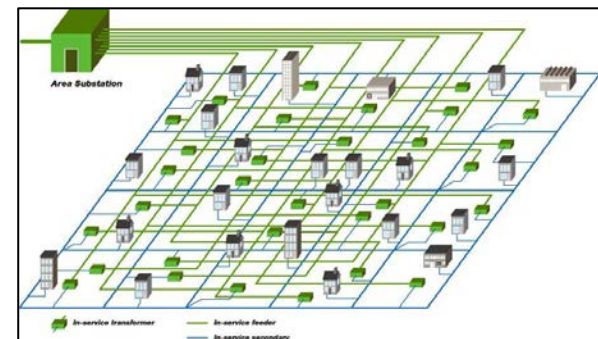 Area Substation
In-service transformer
In-service feeder
In-service secondary